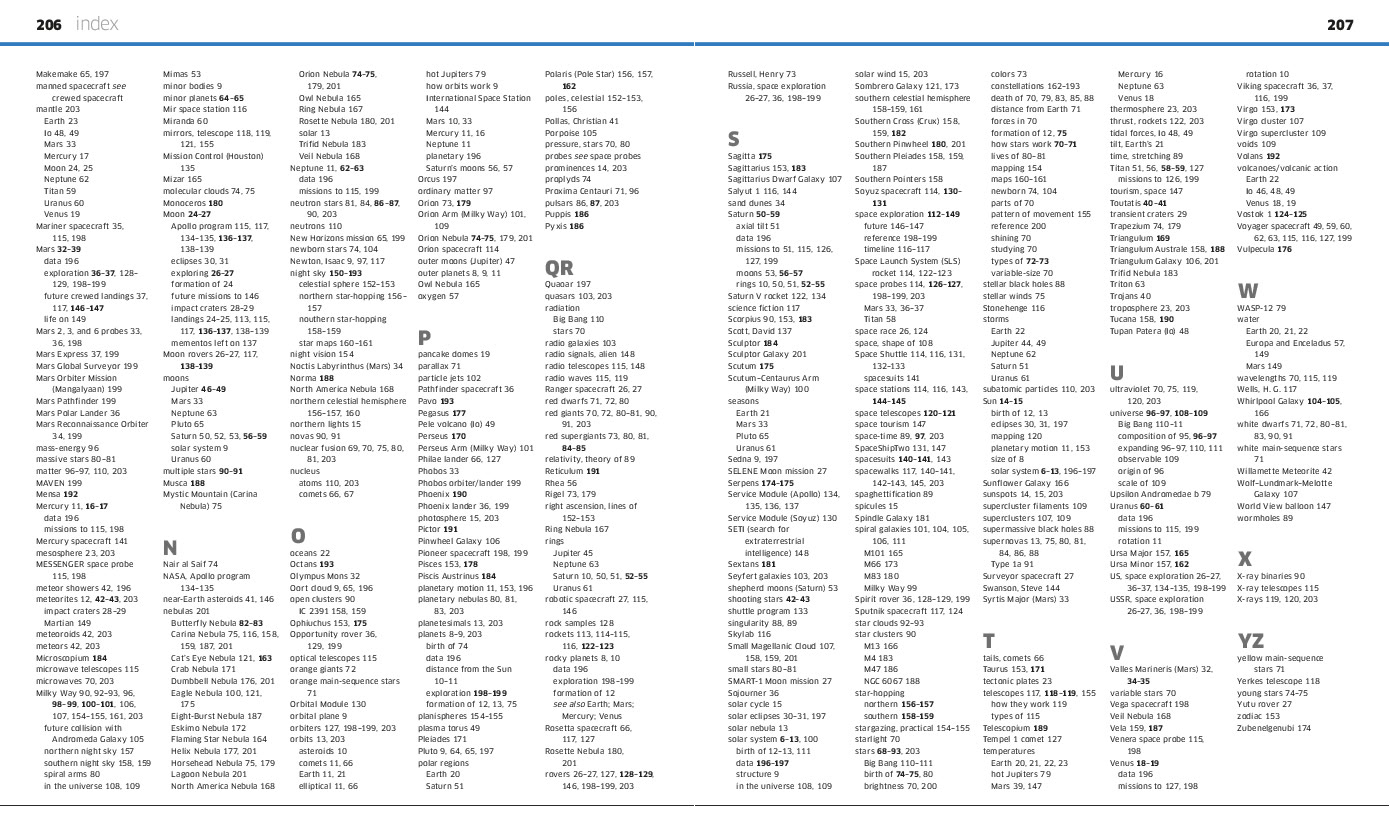 206 index
Makemake 65, 197
manned spacecraft see
crewed spacecraft
mantle 203
Earth 23
Io 48, 49
Mars 33
Mercury 17
Moon 24, 25
Neptune 62
Titan 59
Uranus 60
Venus 19
Mariner spacecraft 35,
115, 198
Mars 32–39
data 196
exploration 36–37, 128–
129, 198–199
future crewed landings 37,
117, 146–147
life on 149
Mars 2, 3, and 6 probes 33,
36, 198
Mars Express 37, 199
Mars Global Surveyor 199
Mars Orbiter Mission
(Mangalyaan) 199
Mars Pathfinder 199
Mars Polar Lander 36
Mars Reconnaissance Orbiter
34, 199
mass-energy 96
massive stars 80–81
matter 96–97, 110, 203
MAVEN 199
Mensa 192
Mercury 11, 16–17
data 196
missions to 115, 198
Mercury spacecraft 141
mesosphere 23, 203
MESSENGER space probe
115, 198
meteor showers 42, 196
meteorites 12, 42–43, 203
impact craters 28–29
Martian 149
meteoroids 42, 203
meteors 42, 203
Microscopium 184
microwave telescopes 115
microwaves 70, 203
Milky Way 90, 92–93, 96,
98–99, 100–101, 106,
107, 154–155, 161, 203
future collision with
Andromeda Galaxy 105
northern night sky 157
southern night sky 158, 159
spiral arms 80
in the universe 108, 109
Mimas 53
minor bodies 9
minor planets 64–65
Mir space station 116
Miranda 60
mirrors, telescope 118, 119,
121, 155
Mission Control (Houston)
135
Mizar 165
molecular clouds 74, 75
Monoceros 180
Moon 24–27
Apollo program 115, 117,
134–135, 136–137,
138–139
eclipses 30, 31
exploring 26–27
formation of 24
future missions to 146
impact craters 28–29
landings 24–25, 113, 115,
117, 136–137, 138–139
mementos left on 137
Moon rovers 26–27, 117,
138–139
moons
Jupiter 46–49
Mars 33
Neptune 63
Pluto 65
Saturn 50, 52, 53, 56–59
solar system 9
Uranus 60
multiple stars 90–91
Musca 188
Mystic Mountain (Carina
Nebula) 75
N
Nair al Saif 74
NASA, Apollo program
134–135
near-Earth asteroids 41, 146
nebulas 201
Butterfly Nebula 82–83
Carina Nebula 75, 116, 158,
159, 187, 201
Cat's Eye Nebula 121, 163
Crab Nebula 171
Dumbbell Nebula 176, 201
Eagle Nebula 100, 121,
175
Eight-Burst Nebula 187
Eskimo Nebula 172
Flaming Star Nebula 164
Helix Nebula 177, 201
Horsehead Nebula 75, 179
Lagoon Nebula 201
North America Nebula 168
Orion Nebula 74–75,
179, 201
Owl Nebula 165
Ring Nebula 167
Rosette Nebula 180, 201
solar 13
Trifid Nebula 183
Veil Nebula 168
Neptune 11, 62–63
data 196
missions to 115, 199
neutron stars 81, 84, 86–87,
90, 203
neutrons 110
New Horizons mission 65, 199
newborn stars 74, 104
Newton, Isaac 9, 97, 117
night sky 150–193
celestial sphere 152–153
northern star-hopping 156–
157
nouthern star-hopping
158–159
star maps 160–161
night vision 154
Noctis Labyrinthus (Mars) 34
Norma 188
North America Nebula 168
northern celestial hemisphere
156–157, 160
northern lights 15
novas 90, 91
nuclear fusion 69, 70, 75, 80,
81, 203
nucleus
atoms 110, 203
comets 66, 67
O
oceans 22
Octans 193
Olympus Mons 32
Oort cloud 9, 65, 196
open clusters 90
IC 2391 158, 159
Ophiuchus 153, 175
Opportunity rover 36,
129, 199
optical telescopes 115
orange giants 72
orange main-sequence stars
71
Orbital Module 130
orbital plane 9
orbiters 127, 198–199, 203
orbits 13, 203
asteroids 10
comets 11, 66
Earth 11, 21
elliptical 11, 66
hot Jupiters 79
how orbits work 9
International Space Station
144
Mars 10, 33
Mercury 11, 16
Neptune 11
planetary 196
Saturn's moons 56, 57
Orcus 197
ordinary matter 97
Orion 73, 179
Orion Arm (Milky Way) 101,
109
Orion Nebula 74–75, 179, 201
Orion spacecraft 114
outer moons (Jupiter) 47
outer planets 8, 9, 11
Owl Nebula 165
oxygen 57
P
pancake domes 19
parallax 71
particle jets 102
Pathfinder spacecraft 36
Pavo 193
Pegasus 177
Pele volcano (Io) 49
Perseus 170
Perseus Arm (Milky Way) 101
Philae lander 66, 127
Phobos 33
Phobos orbiter/lander 199
Phoenix 190
Phoenix lander 36, 199
photosphere 15, 203
Pictor 191
Pinwheel Galaxy 106
Pioneer spacecraft 198, 199
Pisces 153, 178
Piscis Austrinus 184
planetary motion 11, 153, 196
planetary nebulas 80, 81,
83, 203
planetesimals 13, 203
planets 8–9, 203
birth of 74
data 196
distance from the Sun
10–11
exploration 198–199
formation of 12, 13, 75
planispheres 154–155
plasma torus 49
Pleiades 171
Pluto 9, 64, 65, 197
polar regions
Earth 20
Saturn 51
Polaris (Pole Star) 156, 157,
162
poles, celestial 152–153,
156
Pollas, Christian 41
Porpoise 105
pressure, stars 70, 80
probes see space probes
prominences 14, 203
proplyds 74
Proxima Centauri 71, 96
pulsars 86, 87, 203
Puppis 186
Pyxis 186
QR
Quaoar 197
quasars 103, 203
radiation
Big Bang 110
stars 70
radio galaxies 103
radio signals, alien 148
radio telescopes 115, 148
radio waves 115, 119
Ranger spacecraft 26, 27
red dwarfs 71, 72, 80
red giants 70, 72, 80–81, 90,
91, 203
red supergiants 73, 80, 81,
84–85
relativity, theory of 89
Reticulum 191
Rhea 56
Rigel 73, 179
right ascension, lines of
152–153
Ring Nebula 167
rings
Jupiter 45
Neptune 63
Saturn 10, 50, 51, 52–55
Uranus 61
robotic spacecraft 27, 115,
146
rock samples 128
rockets 113, 114–115,
116, 122–123
rocky planets 8, 10
data 196
exploration 198–199
formation of 12
see also Earth; Mars;
Mercury; Venus
Rosetta spacecraft 66,
117, 127
Rosette Nebula 180,
201
rovers 26–27, 127, 128–129,
146, 198–199, 203
207
Russell, Henry 73
Russia, space exploration
26–27, 36, 198–199
S
Sagitta 175
Sagittarius 153, 183
Sagittarius Dwarf Galaxy 107
Salyut 1 116, 144
sand dunes 34
Saturn 50–59
axial tilt 51
data 196
missions to 51, 115, 126,
127, 199
moons 53, 56–57
rings 10, 50, 51, 52–55
Saturn V rocket 122, 134
science fiction 117
Scorpius 90, 153, 183
Scott, David 137
Sculptor 184
Sculptor Galaxy 201
Scutum 175
Scutum–Centaurus Arm
(Milky Way) 100
seasons
Earth 21
Mars 33
Pluto 65
Uranus 61
Sedna 9, 197
SELENE Moon mission 27
Serpens 174–175
Service Module (Apollo) 134,
135, 136, 137
Service Module (Soyuz) 130
SETI (search for
extraterrestrial
intelligence) 148
Sextans 181
Seyfert galaxies 103, 203
shepherd moons (Saturn) 53
shooting stars 42–43
shuttle program 133
singularity 88, 89
Skylab 116
Small Magellanic Cloud 107,
158, 159, 201
small stars 80–81
SMART-1 Moon mission 27
Sojourner 36
solar cycle 15
solar eclipses 30–31, 197
solar nebula 13
solar system 6–13, 100
birth of 12–13, 111
data 196–197
structure 9
in the universe 108, 109
solar wind 15, 203
Sombrero Galaxy 121, 173
southern celestial hemisphere
158–159, 161
Southern Cross (Crux) 158,
159, 182
Southern Pinwheel 180, 201
Southern Pleiades 158, 159,
187
Southern Pointers 158
Soyuz spacecraft 114, 130–
131
space exploration 112–149
future 146–147
reference 198–199
timeline 116–117
Space Launch System (SLS)
rocket 114, 122–123
space probes 114, 126–127,
198–199, 203
Mars 33, 36–37
Titan 58
space race 26, 124
space, shape of 108
Space Shuttle 114, 116, 131,
132–133
spacesuits 141
space stations 114, 116, 143,
144–145
space telescopes 120–121
space tourism 147
space-time 89, 97, 203
SpaceShipTwo 131, 147
spacesuits 140–141, 143
spacewalks 117, 140–141,
142–143, 145, 203
spaghettification 89
spicules 15
Spindle Galaxy 181
spiral galaxies 101, 104, 105,
106, 111
M101 165
M66 173
M83 180
Milky Way 99
Spirit rover 36, 128–129, 199
Sputnik spacecraft 117, 124
star clouds 92–93
star clusters 90
M13 166
M4 183
M47 186
NGC 6067 188
star-hopping
northern 156–157
southern 158–159
stargazing, practical 154–155
starlight 70
stars 68–93, 203
Big Bang 110–111
birth of 74–75, 80
brightness 70, 200
colors 73
constellations 162–193
death of 70, 79, 83, 85, 88
distance from Earth 71
forces in 70
formation of 12, 75
how stars work 70–71
lives of 80–81
mapping 154
maps 160–161
newborn 74, 104
parts of 70
pattern of movement 155
reference 200
shining 70
studying 70
types of 72–73
variable-size 70
stellar black holes 88
stellar winds 75
Stonehenge 116
storms
Earth 22
Jupiter 44, 49
Neptune 62
Saturn 51
Uranus 61
subatomic particles 110, 203
Sun 14–15
birth of 12, 13
eclipses 30, 31, 197
mapping 120
planetary motion 11, 153
size of 8
solar system 6–13, 196–197
Sunflower Galaxy 166
sunspots 14, 15, 203
supercluster filaments 109
superclusters 107, 109
supermassive black holes 88
supernovas 13, 75, 80, 81,
84, 86, 88
Type 1a 91
Surveyor spacecraft 27
Swanson, Steve 144
Syrtis Major (Mars) 33
T
tails, comets 66
Taurus 153, 171
tectonic plates 23
telescopes 117, 118–119, 155
how they work 119
types of 115
Telescopium 189
Tempel 1 comet 127
temperatures
Earth 20, 21, 22, 23
hot Jupiters 79
Mars 39, 147
Mercury 16
Neptune 63
Venus 18
thermosphere 23, 203
thrust, rockets 122, 203
tidal forces, Io 48, 49
tilt, Earth's 21
time, stretching 89
Titan 51, 56, 58–59, 127
missions to 126, 199
tourism, space 147
Toutatis 40–41
transient craters 29
Trapezium 74, 179
Triangulum 169
Triangulum Australe 158, 188
Triangulum Galaxy 106, 201
Trifid Nebula 183
Triton 63
Trojans 40
troposphere 23, 203
Tucana 158, 190
Tupan Patera (Io) 48
U
ultraviolet 70, 75, 119,
120, 203
universe 96–97, 108–109
Big Bang 110–11
composition of 95, 96–97
expanding 96–97, 110, 111
observable 109
origin of 96
scale of 109
Upsilon Andromedae b 79
Uranus 60–61
data 196
missions to 115, 199
rotation 11
Ursa Major 157, 165
Ursa Minor 157, 162
US, space exploration 26–27,
36–37, 134–135, 198–199
USSR, space exploration
26–27, 36, 198–199
V
Valles Marineris (Mars) 32,
34–35
variable stars 70
Vega spacecraft 198
Veil Nebula 168
Vela 159, 187
Venera space probe 115,
198
Venus 18–19
data 196
missions to 127, 198
rotation 10
Viking spacecraft 36, 37,
116, 199
Virgo 153, 173
Virgo cluster 107
Virgo supercluster 109
Volans 192
volcanoes/volcanic action
Earth 22
Io 46, 48, 49
Venus 18, 19
Vostok 1 124–125
Voyager spacecraft 49, 59, 60,
62, 63, 115, 116, 127, 199
Vulpecula 176
W
WASP-12 79
water
Earth 20, 21, 22
Europa and Enceladus 57,
149
Mars 149
wavelengths 70, 115, 119
Wells, H. G. 117
Whirlpool Galaxy 104–105,
166
white dwarfs 71, 72, 80–81,
83, 90, 91
white main-sequence stars
71
Willamette Meteorite 42
Wolf–Lundmark–Melotte
Galaxy 107
World View balloon 147
wormholes 89
X
X-ray binaries 90
X-ray telescopes 115
X-rays 119, 120, 203
YZ
yellow main-sequence
stars 71
Yerkes telescope 118
young stars 74–75
Yutu rover 27
zodiac 153
Zubenelgenubi 174